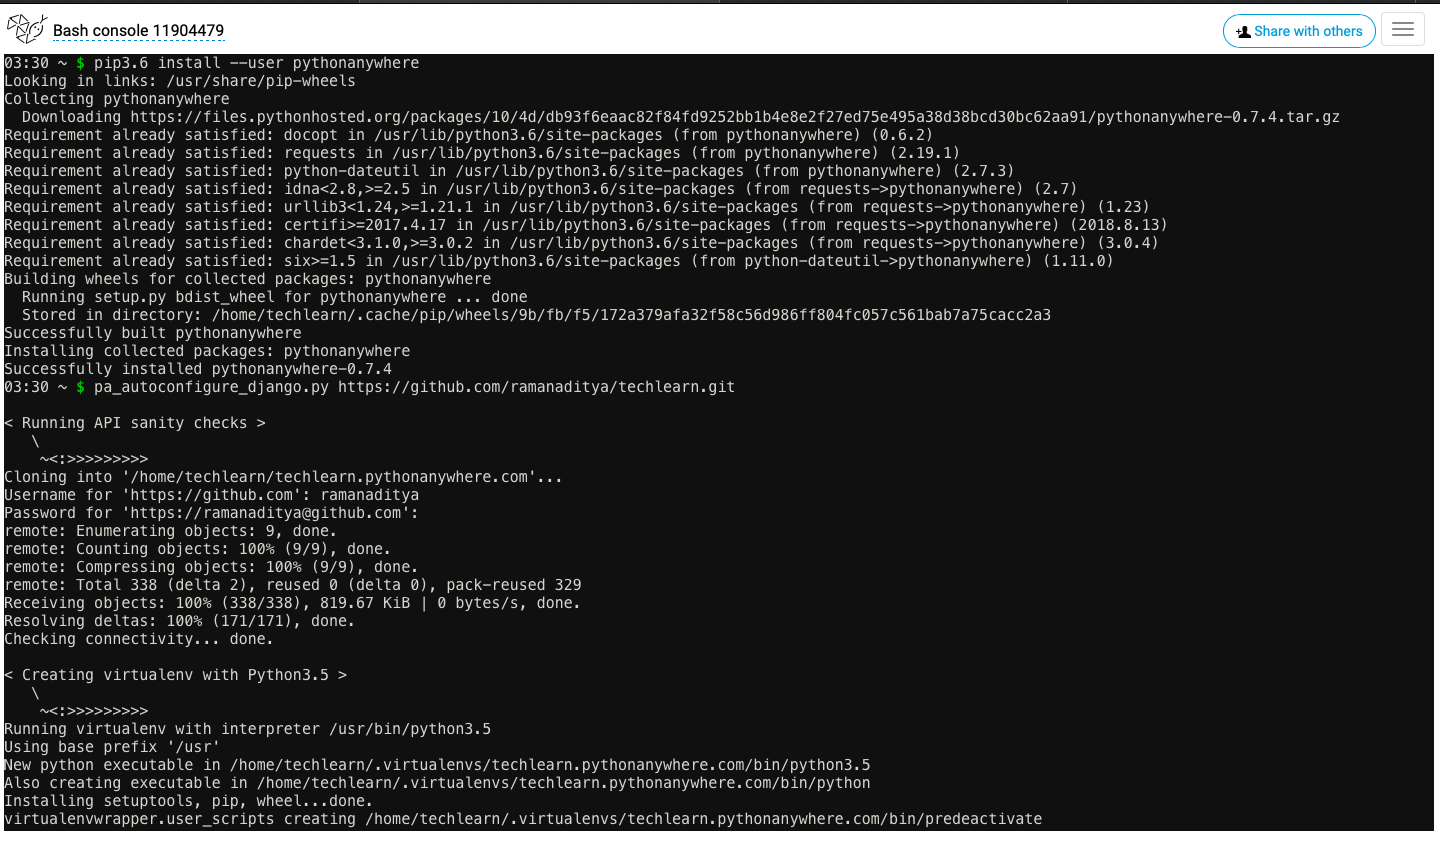 Bash console 11904479
Share with others
03:30 ~ $ pip3.6 install --user pythonanywhere
Looking in links: /usr/share/pip-wheels
Collecting pythonanywhere
  Downloading https://files.pythonhosted.org/packages/10/4d/db93f6eaac82f84fd9252bb1b4e8e2f27ed75e495a38d38bcd30bc62aa91/pythonanywhere-0.7.4.tar.gz
Requirement already satisfied: docopt in /usr/lib/python3.6/site-packages (from pythonanywhere) (0.6.2)
Requirement already satisfied: requests in /usr/lib/python3.6/site-packages (from pythonanywhere) (2.19.1)
Requirement already satisfied: python-dateutil in /usr/lib/python3.6/site-packages (from pythonanywhere) (2.7.3)
Requirement already satisfied: idna<2.8,>=2.5 in /usr/lib/python3.6/site-packages (from requests->pythonanywhere) (2.7)
Requirement already satisfied: urllib3<1.24,>=1.21.1 in /usr/lib/python3.6/site-packages (from requests->pythonanywhere) (1.23)
Requirement already satisfied: certifi>=2017.4.17 in /usr/lib/python3.6/site-packages (from requests->pythonanywhere) (2018.8.13)
Requirement already satisfied: chardet<3.1.0,>=3.0.2 in /usr/lib/python3.6/site-packages (from requests->pythonanywhere) (3.0.4)
Requirement already satisfied: six>=1.5 in /usr/lib/python3.6/site-packages (from python-dateutil->pythonanywhere) (1.11.0)
Building wheels for collected packages: pythonanywhere
  Running setup.py bdist_wheel for pythonanywhere ... done
  Stored in directory: /home/techlearn/.cache/pip/wheels/9b/fb/f5/172a379afa32f58c56d986ff804fc057c561bab7a75cacc2a3
Successfully built pythonanywhere
Installing collected packages: pythonanywhere
Successfully installed pythonanywhere-0.7.4
03:30 ~ $ pa_autoconfigure_django.py https://github.com/ramanaditya/techlearn.git
< Running API sanity checks >
   \
    ~<:>>>>>>>>>
Cloning into '/home/techlearn/techlearn.pythonanywhere.com'...
Username for 'https://github.com': ramanaditya
Password for 'https://ramanaditya@github.com':
remote: Enumerating objects: 9, done.
remote: Counting objects: 100% (9/9), done.
remote: Compressing objects: 100% (9/9), done.
remote: Total 338 (delta 2), reused 0 (delta 0), pack-reused 329
Receiving objects: 100% (338/338), 819.67 KiB | 0 bytes/s, done.
Resolving deltas: 100% (171/171), done.
Checking connectivity... done.
< Creating virtualenv with Python3.5 >
   \
    ~<:>>>>>>>>>
Running virtualenv with interpreter /usr/bin/python3.5
Using base prefix '/usr'
New python executable in /home/techlearn/.virtualenvs/techlearn.pythonanywhere.com/bin/python3.5
Also creating executable in /home/techlearn/.virtualenvs/techlearn.pythonanywhere.com/bin/python
Installing setuptools, pip, wheel...done.
virtualenvwrapper.user_scripts creating /home/techlearn/.virtualenvs/techlearn.pythonanywhere.com/bin/predeactivate